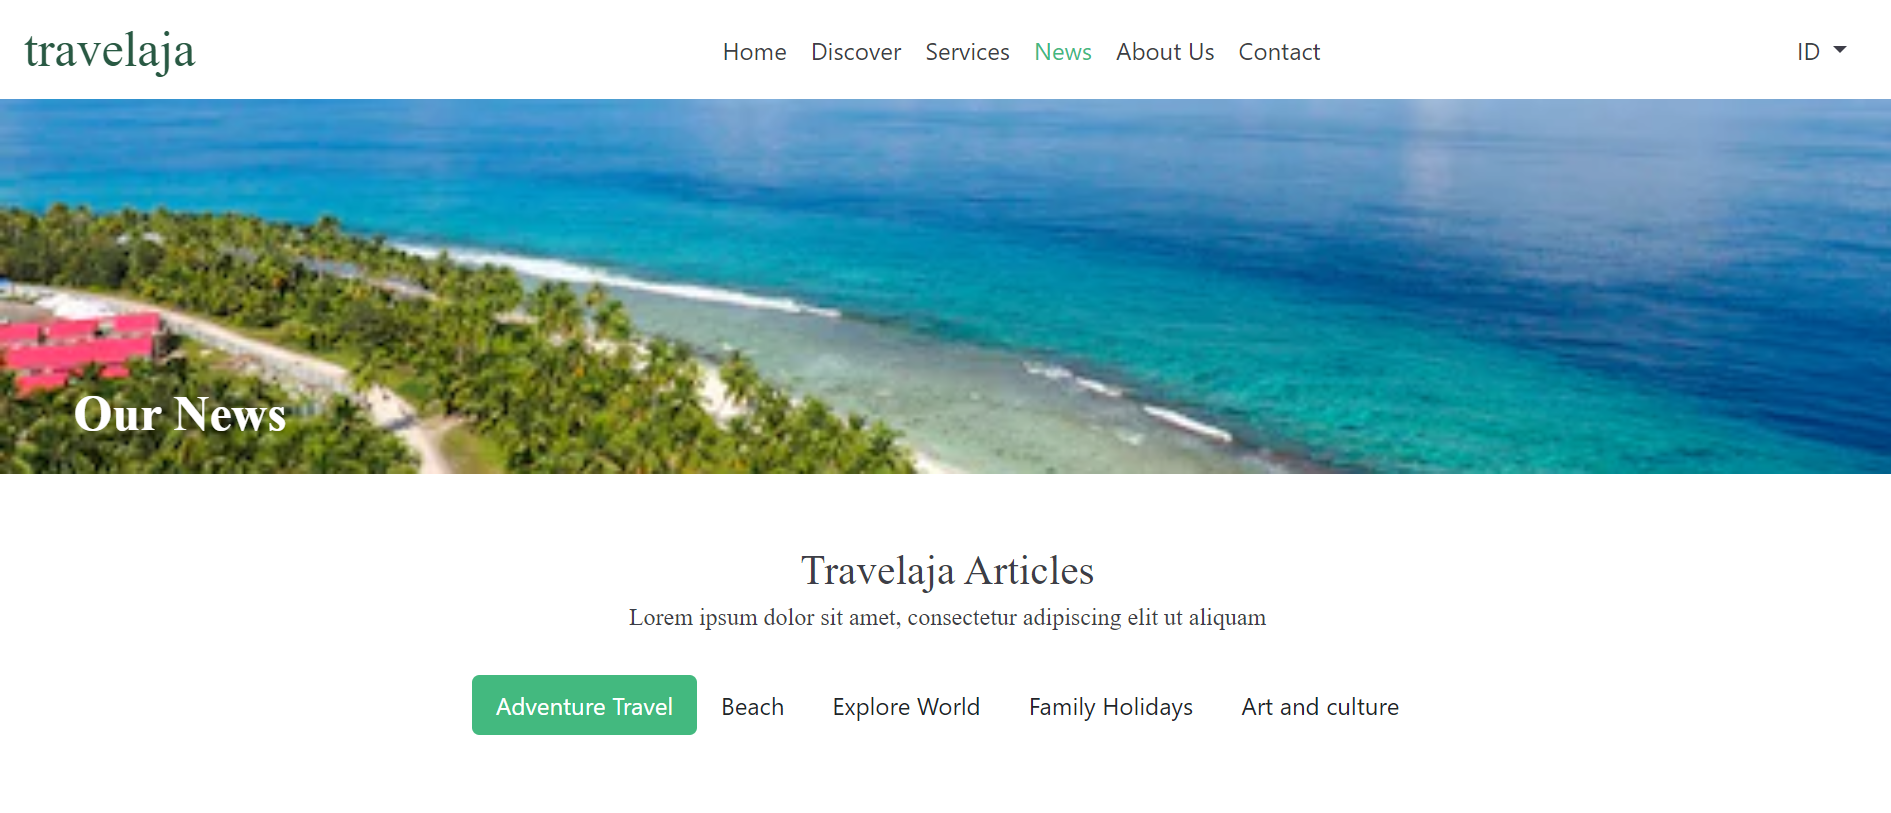 travelaja
Home Discover Services News About Us Contact
ID
Our News
Travelaja Articles
Lorem ipsum dolor sit amet, consectetur adipiscing elit ut aliquam
Adventure Travel Beach Explore World Family Holidays Art and culture